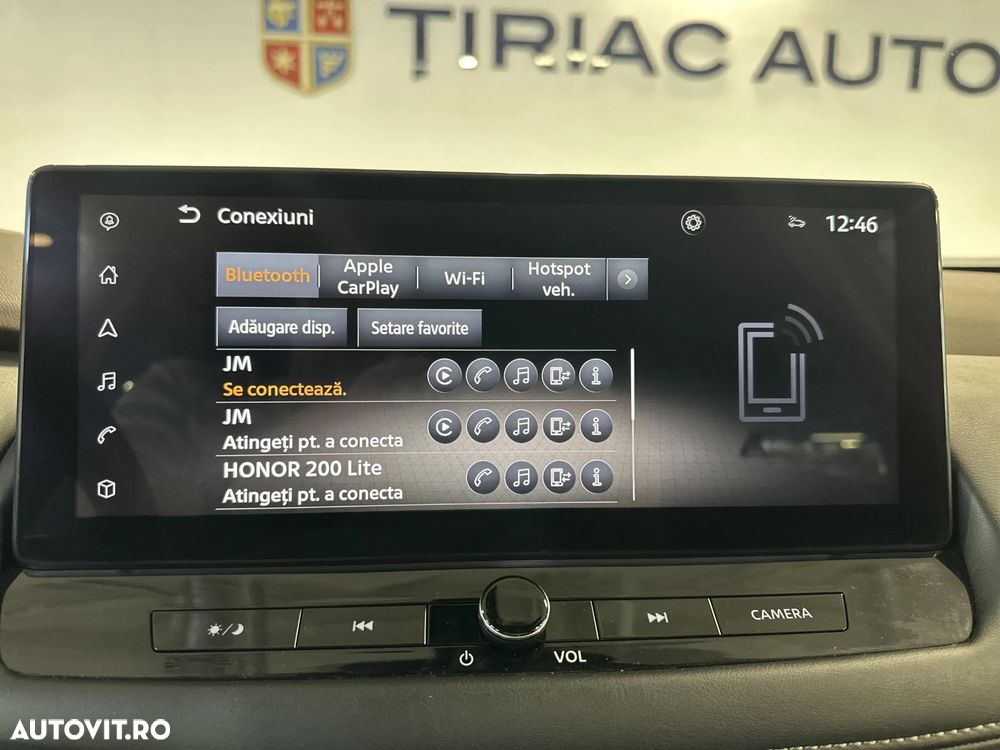 ȚIRIAC AUTO
Conexiuni
12:46
Bluetooth
Apple
CarPlay
Wi-Fi
Hotspot
veh.
Adăugare disp.
Setare favorite
JM
Se conectează.
JM
Atingeți pt. a conecta
HONOR 200 Lite
Atingeți pt. a conecta
CAMERA
VOL
AUTOVIT.RO